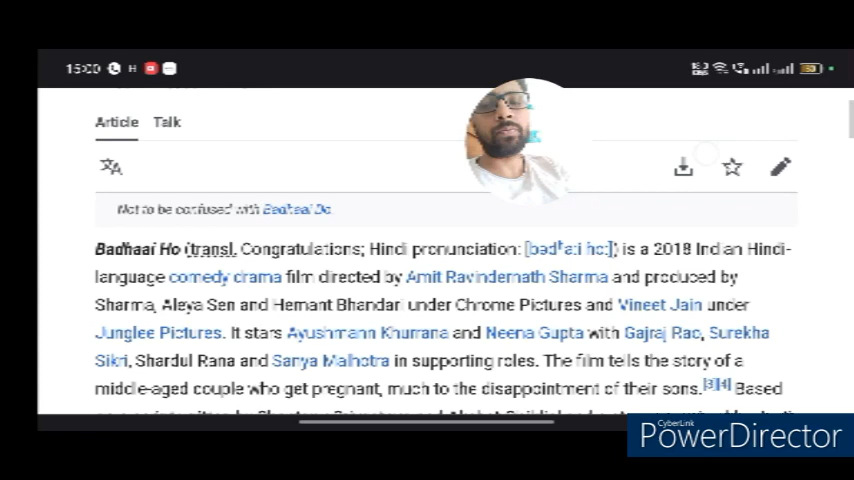 15:00
Article Talk
Not to be confused with Badhaai Do.
Badhaai Ho (transl. Congratulations; Hindi pronunciation: ) is a 2018 Indian Hindi-
language comedy drama film directed by Amit Ravindernath Sharma and produced by
Sharma, Aleya Sen and Hemant Bhandari under Chrome Pictures and Vineet Jain under
Junglee Pictures. It stars Ayushmann Khurrana and Neena Gupta with Gajraj Rao, Surekha
Sikri, Shardul Rana and Sanya Malhotra in supporting roles. The film tells the story of a
middle-aged couple who get pregnant, much to the disappointment of their sons.[3][4] Based
CyberLink
PowerDirector